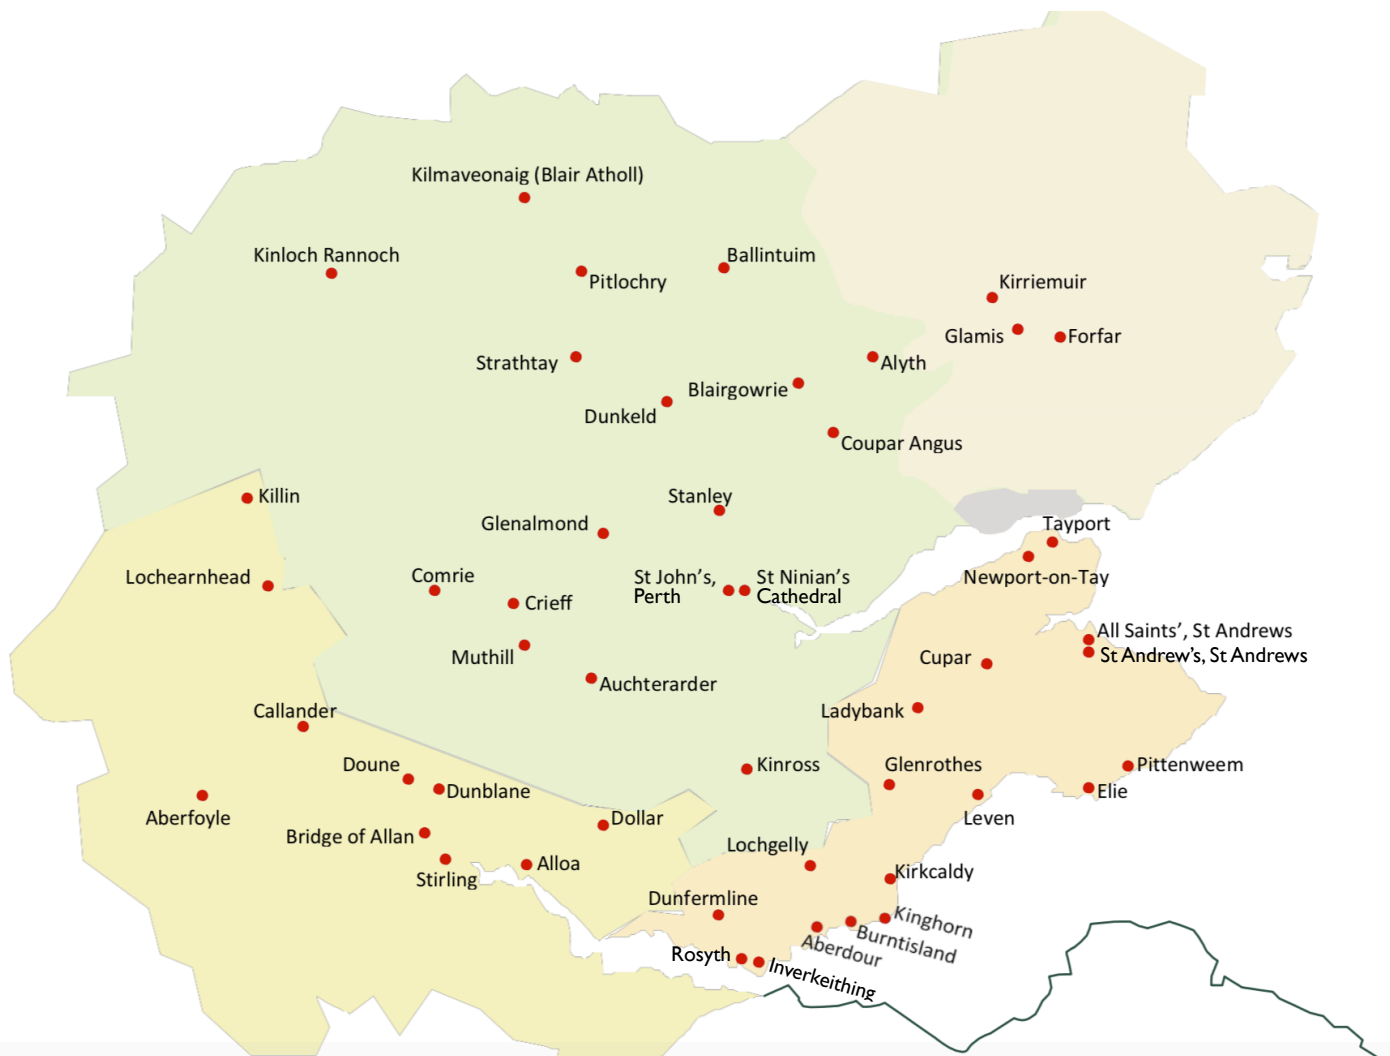 Kilmaveonaig (Blair Atholl)
Kinloch Rannoch
Ballintuim
Pitlochry
Kirriemuir
Glamis
Forfar
Strathtay
Alyth
Blairgowrie
Dunkeld
Coupar Angus
Killin
Stanley
Glenalmond
Tayport
Lochearnhead
Comrie
St John's,
Perth
St Ninian's
Cathedral
Newport-on-Tay
Crieff
All Saints', St Andrews
St Andrew's, St Andrews
Muthill
Cupar
Auchterarder
Callander
Ladybank
Doune
Kinross
Glenrothes
Pittenweem
Dunblane
Elie
Aberfoyle
Dollar
Leven
Bridge of Allan
Lochgelly
Alloa
Stirling
Kirkcaldy
Dunfermline
Kinghorn
Burntisland
Aberdour
Rosyth
Inverkeithing